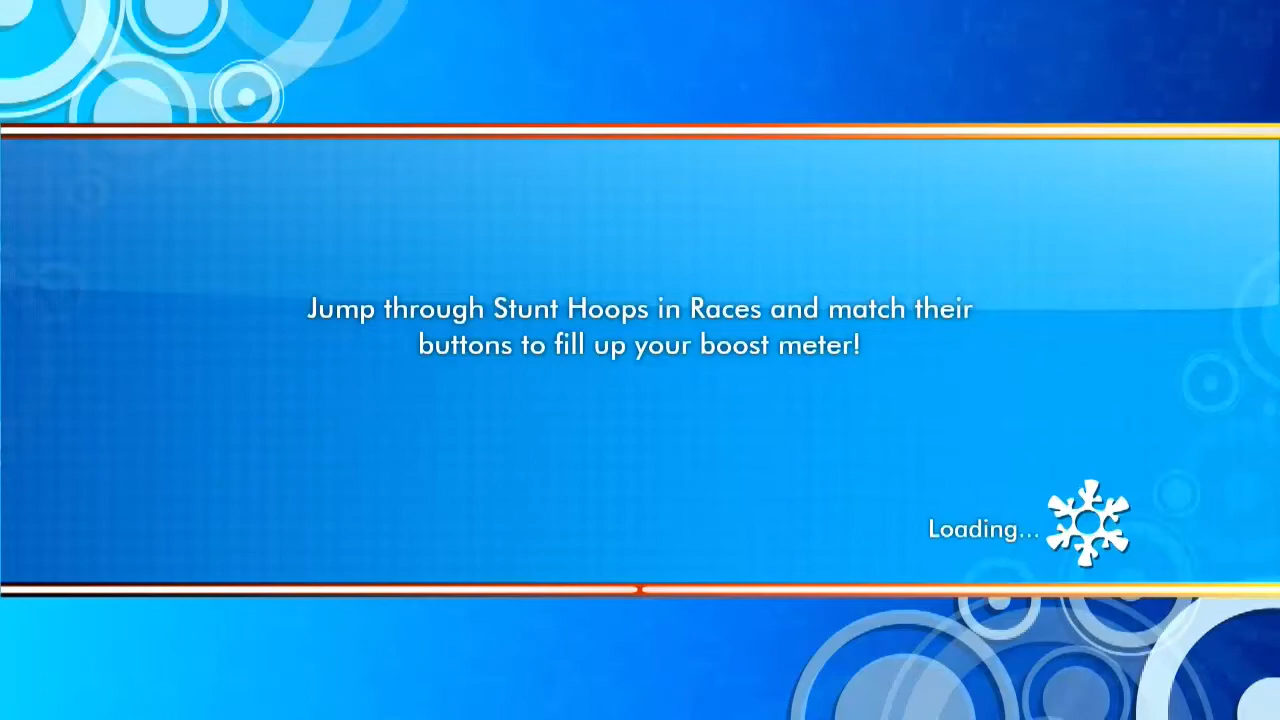 Jump through Stunt Hoops in Races and match their
buttons to fill up your boost meter!
Loading...